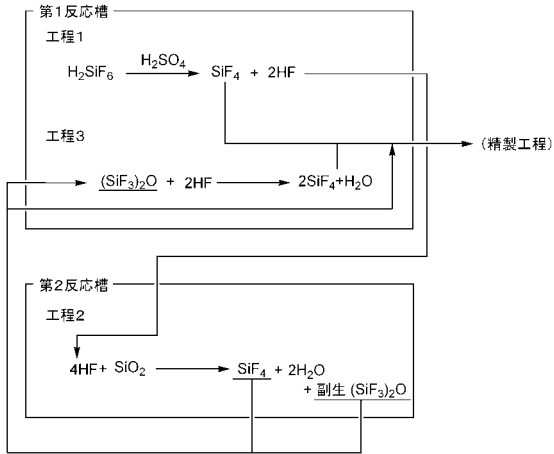 第1反応槽
工程1
H₂SiF₆ H₂SO₄ SiF₄ + 2HF
工程3
(精製工程)
(SiF₃)₂O + 2HF 2SiF₄+H₂O
第2反応槽
工程2
4HF+ SiO₂ SiF₄ + 2H₂O
+ 副生 (SiF₃)₂O